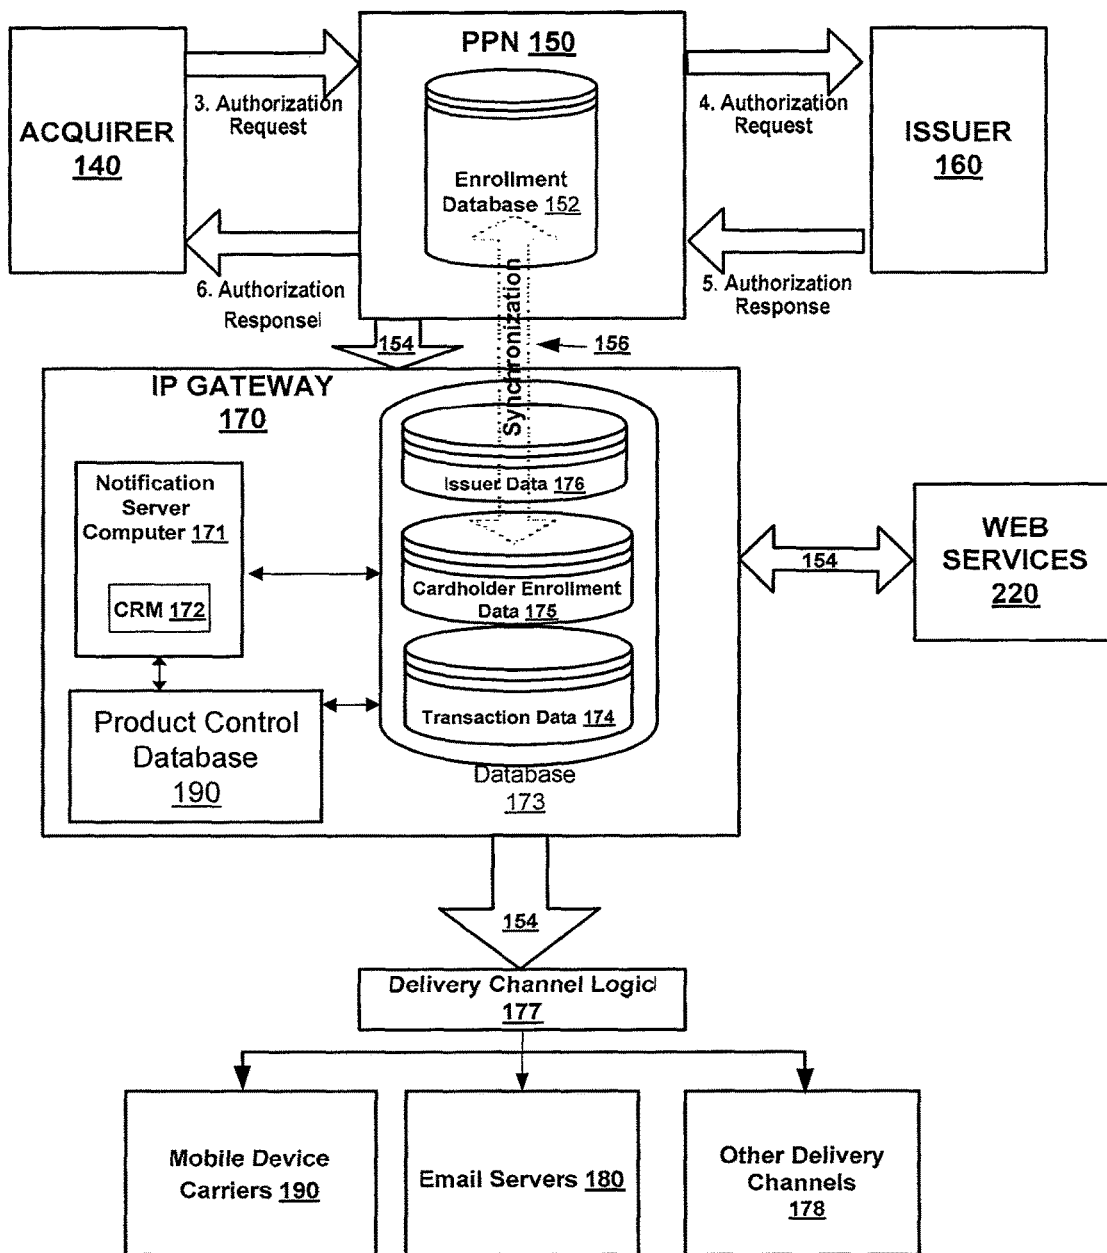 PPN 150
ACQUIRER
140
3. Authorization
Request
4. Authorization
Request
ISSUER
160
Enrollment
Database 152
6. Authorization
Responsel
5. Authorization
Response
Synchronization
154
156
IP GATEWAY
170
Notification
Server
Computer 171
CRM 172
Issuer Data 176
Cardholder Enrollment
Data 175
Transaction Data 174
Product Control
Database
190
Database
173
154
WEB
SERVICES
220
154
Delivery Channel Logic
177
Mobile Device
Carriers 190
Email Servers 180
Other Delivery
Channels
178